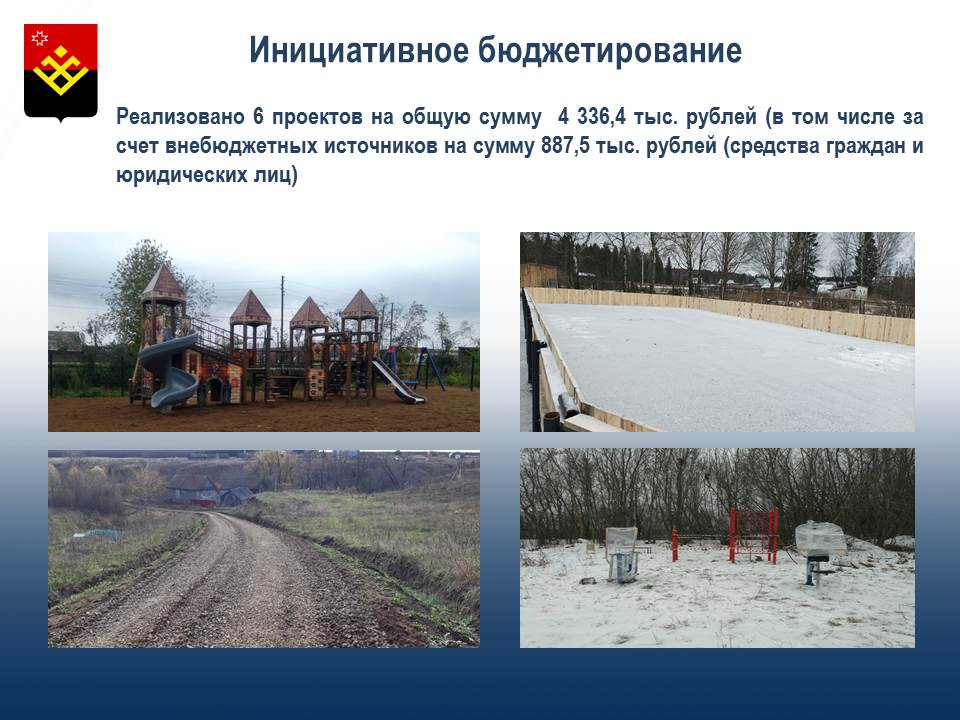 Инициативное бюджетирование
Реализовано 6 проектов на общую сумму 4 336,4 тыс. рублей (в том числе за
счет внебюджетных источников на сумму 887,5 тыс. рублей (средства граждан и
юридических лиц)